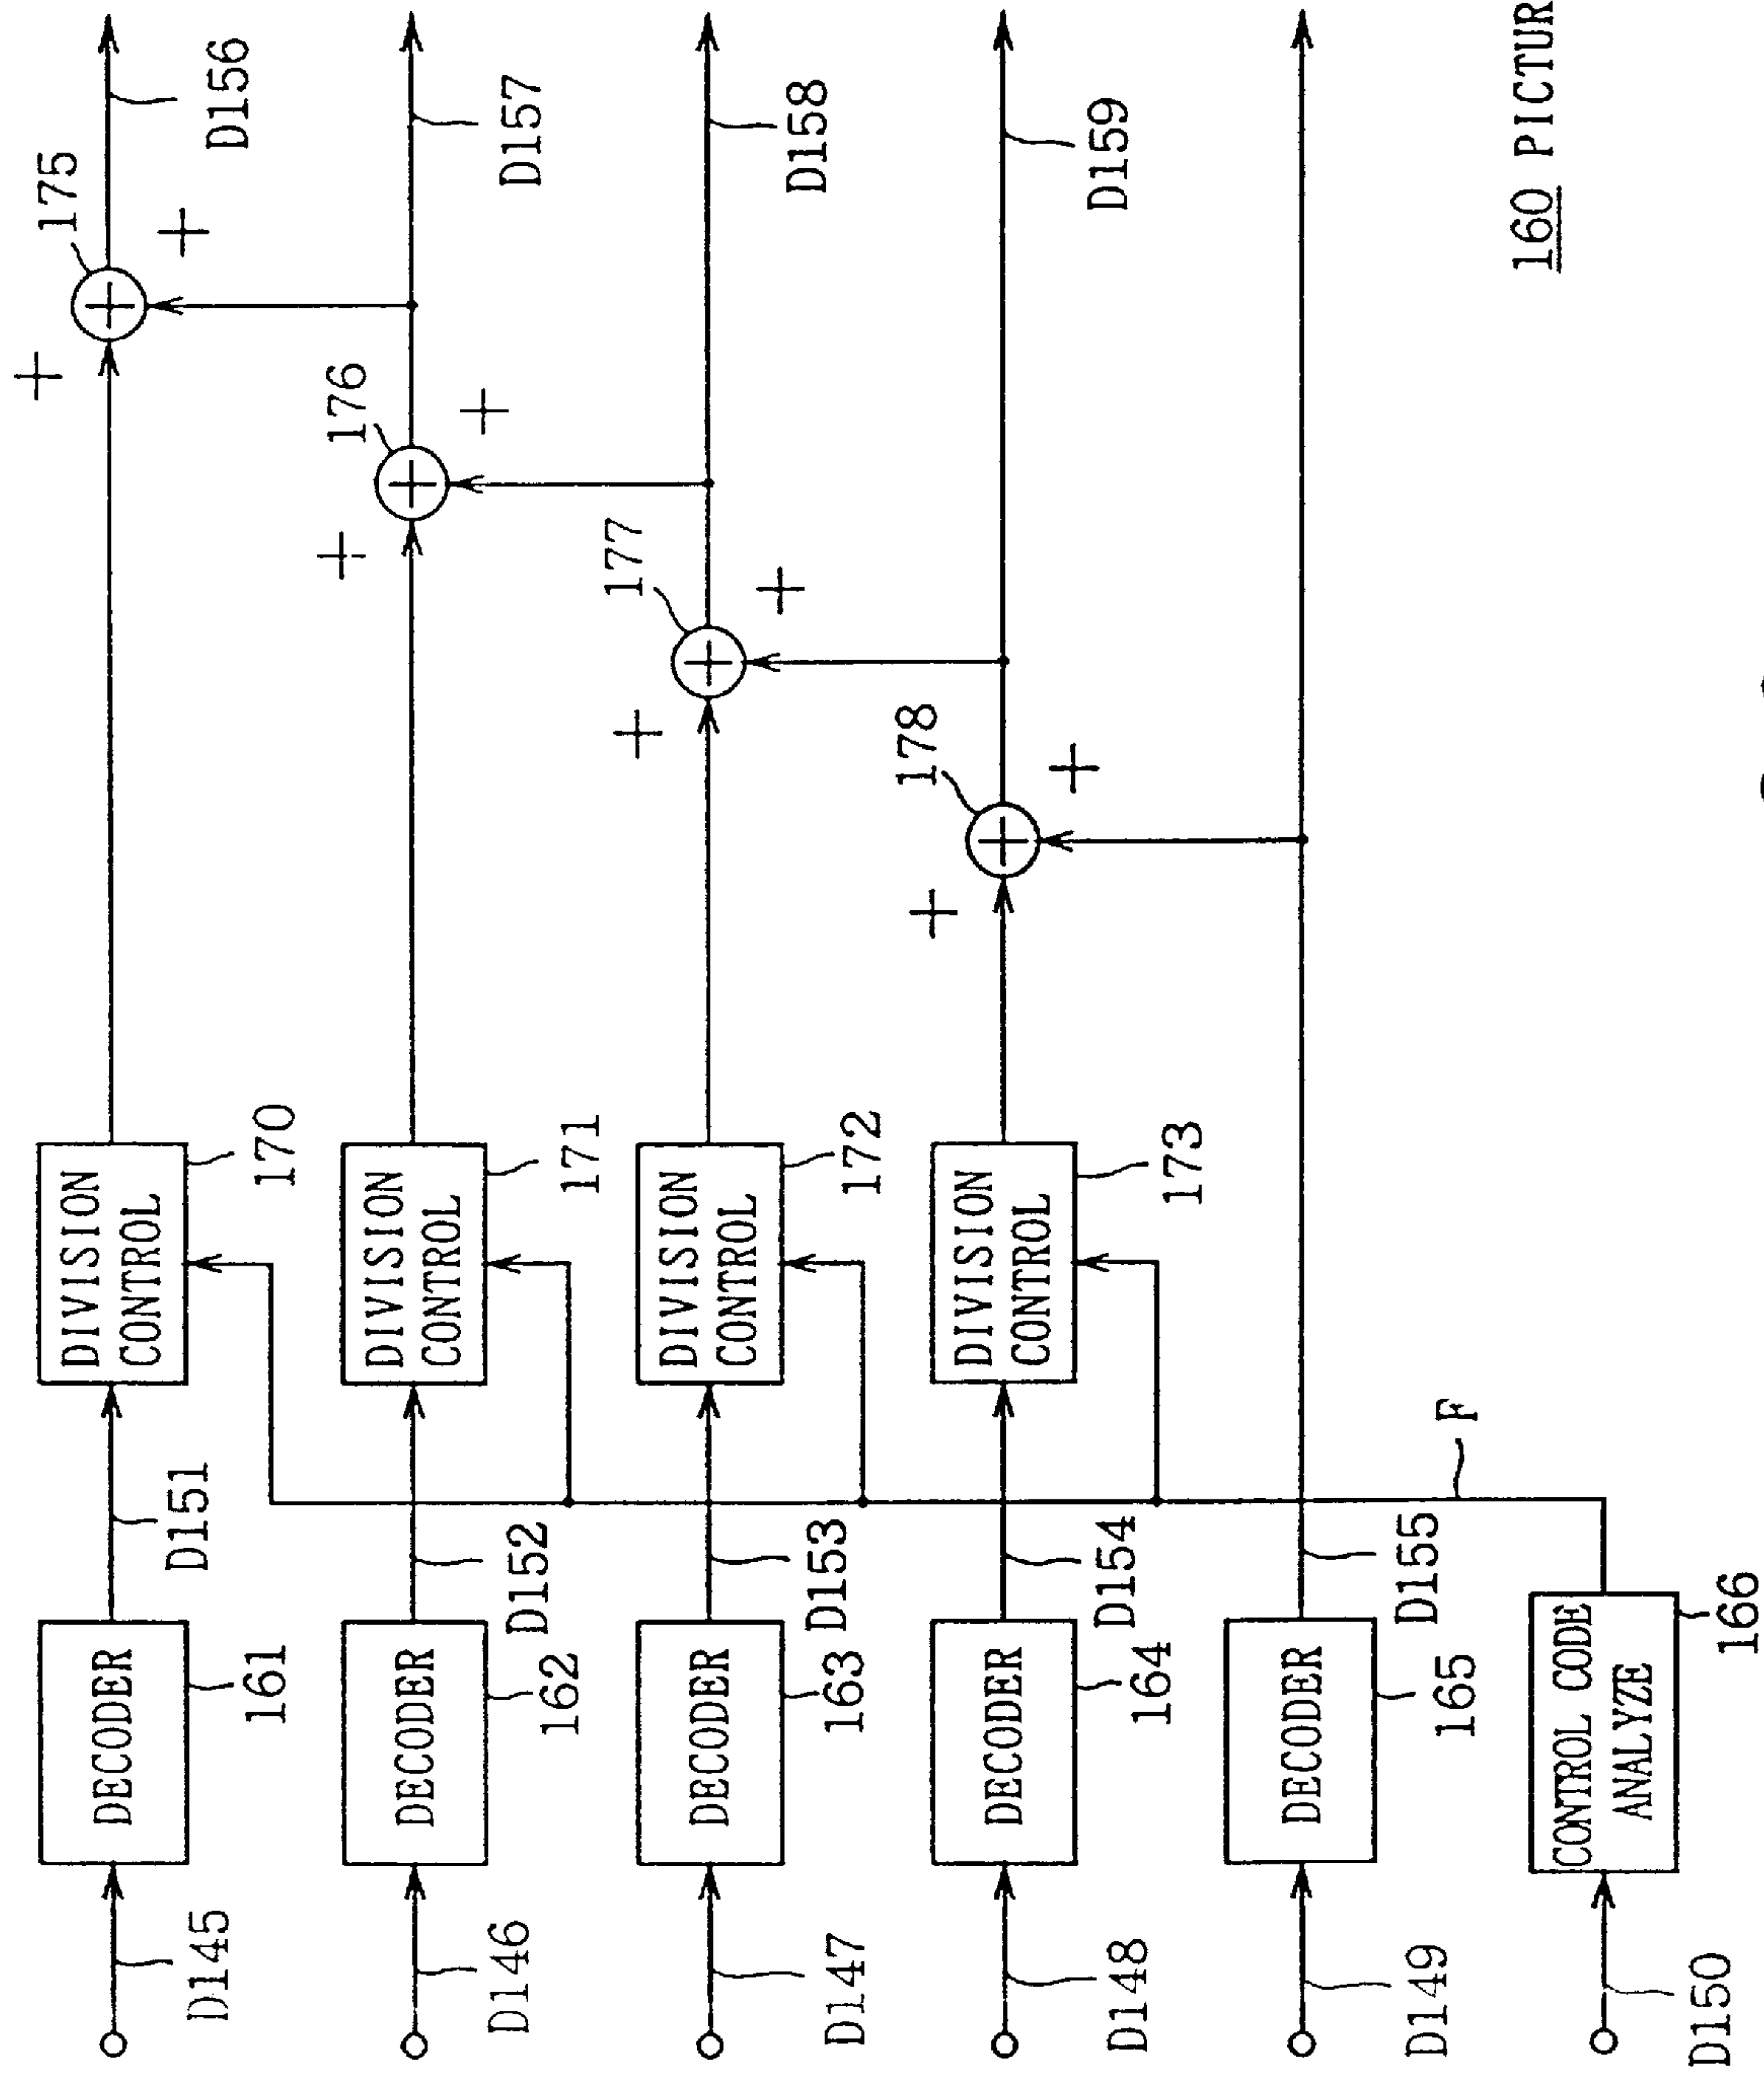 D145
DECODER
161
D151
DIVISION
CONTROL
170
+
175
+
D156
D146
DECODER
162
D152
DIVISION
CONTROL
171
+
176
+
D157
D147
DECODER
163
D153
DIVISION
CONTROL
172
+
177
+
D158
D148
DECODER
164
D154
DIVISION
CONTROL
173
+
178
+
D159
D149
DECODER
165
D155
D150
CONTROL CODE
ANALYZE
166
F
160 PICTUR